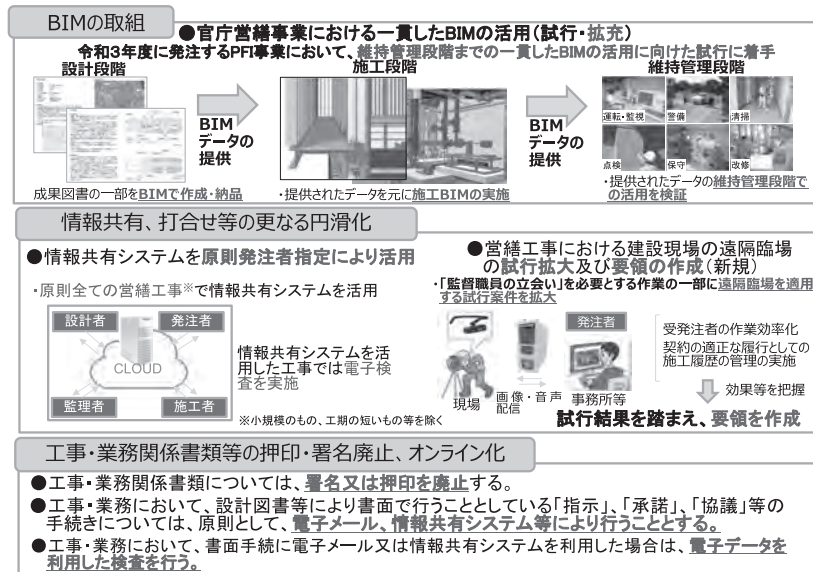 BIMの取組
●官庁営繕事業における一貫したBIMの活用(試行・拡充)
令和3年度に発注するPFI事業において、維持管理段階までの一貫したBIMの活用に向けた試行に着手
設計段階
施工段階
維持管理段階
BIM
データの
提供
BIM
データの
提供
運転・監視
警備
清掃
点検
保守
改修
成果図書の一部をBIMで作成・納品
・提供されたデータを元に施工BIMの実施
・提供されたデータの維持管理段階で
の活用を検証
情報共有、打合せ等の更なる円滑化
●情報共有システムを原則発注者指定により活用
・原則全ての営繕工事※で情報共有システムを活用
設計者
発注者
CLOUD
監理者
施工者
情報共有システムを活
用した工事では電子検
査を実施
※小規模のもの、工期の短いもの等を除く
●営繕工事における建設現場の遠隔臨場
の試行拡大及び要領の作成(新規)
・「監督職員の立会い」を必要とする作業の一部に遠隔臨場を適用
する試行案件を拡大
発注者
現場
画像・音声
配信
事務所等
受発注者の作業効率化
契約の適正な履行としての
施工履歴の管理の実施
効果等を把握
試行結果を踏まえ、要領を作成
工事・業務関係書類等の押印・署名廃止、オンライン化
●工事・業務関係書類については、署名又は押印を廃止する。
●工事・業務において、設計図書等により書面で行うこととしている「指示」、「承諾」、「協議」等の
手続きについては、原則として、電子メール、情報共有システム等により行うこととする。
●工事・業務において、書面手続に電子メール又は情報共有システムを利用した場合は、電子データを
利用した検査を行う。